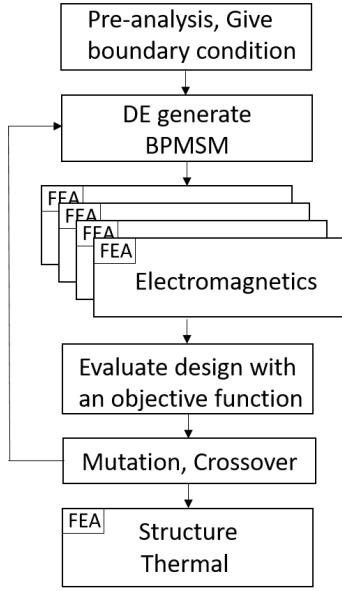 Pre-analysis, Give
boundary condition
DE generate
BPMSM
FEA
FEA
FEA
FEA
Electromagnetics
Evaluate design with
an objective function
Mutation, Crossover
FEA
Structure
Thermal